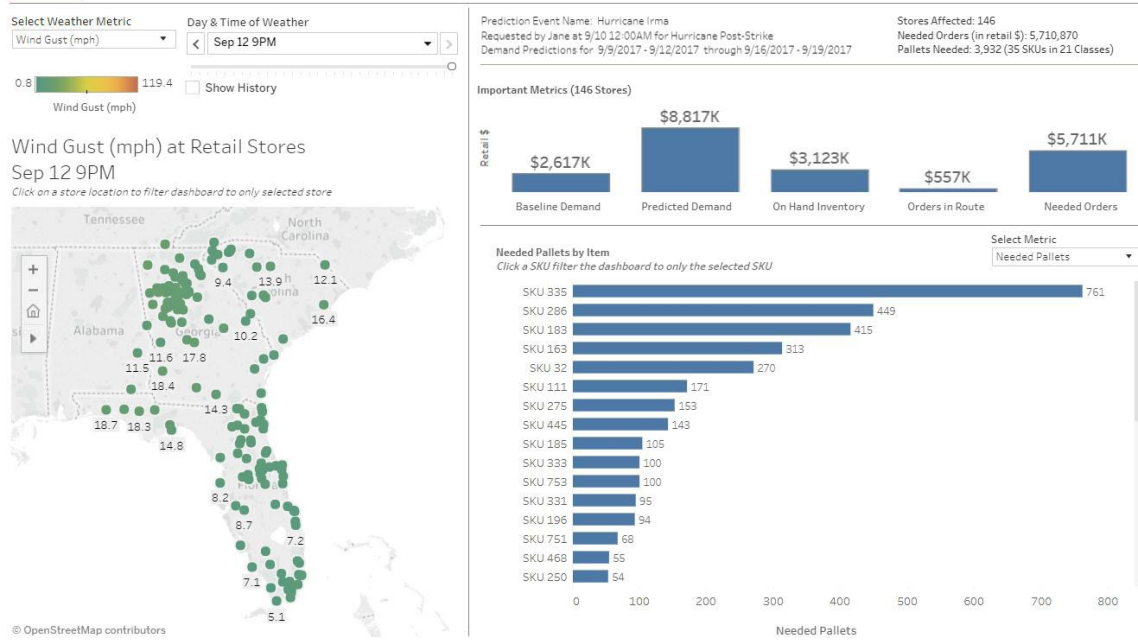 Select Weather Metric
Wind Gust (mph)
Day & Time of Weather
Sep 12 9PM
0.8
119.4
Wind Gust (mph)
Show History
Wind Gust (mph) at Retail Stores
Sep 12 9PM
Click on a store location to filter dashboard to only selected store
Tennessee
North
Carolina
9.4
13.9
12.1
olina
Alabama
Georgia
10.2
16.4
11.6
17.8
11.5
18.4
14.3
18.7
18.3
14.8
8.2
8.7
7.2
7.1
5.1
© OpenStreetMap contributors
Prediction Event Name: Hurricane Irma
Requested by Jane at 9/10 12:00AM for Hurricane Post-Strike
Demand Predictions for 9/9/2017 - 9/12/2017 through 9/16/2017 - 9/19/2017
Stores Affected: 146
Needed Orders (in retail $): 5,710,870
Pallets Needed: 3,932 (35 SKUs in 21 Classes)
Important Metrics (146 Stores)
Retail $
$2,617K
$8,817K
$3,123K
$557K
$5,711K
Baseline Demand
Predicted Demand
On Hand Inventory
Orders in Route
Needed Orders
Needed Pallets by Item
Click a SKU filter the dashboard to only the selected SKU
Select Metric
Needed Pallets
SKU 335 761
SKU 286 449
SKU 183 415
SKU 163 313
SKU 32 270
SKU 111 171
SKU 275 153
SKU 445 143
SKU 185 105
SKU 333 100
SKU 753 100
SKU 331 95
SKU 196 94
SKU 751 68
SKU 468 55
SKU 250 54
0 100 200 300 400 500 600 700 800
Needed Pallets